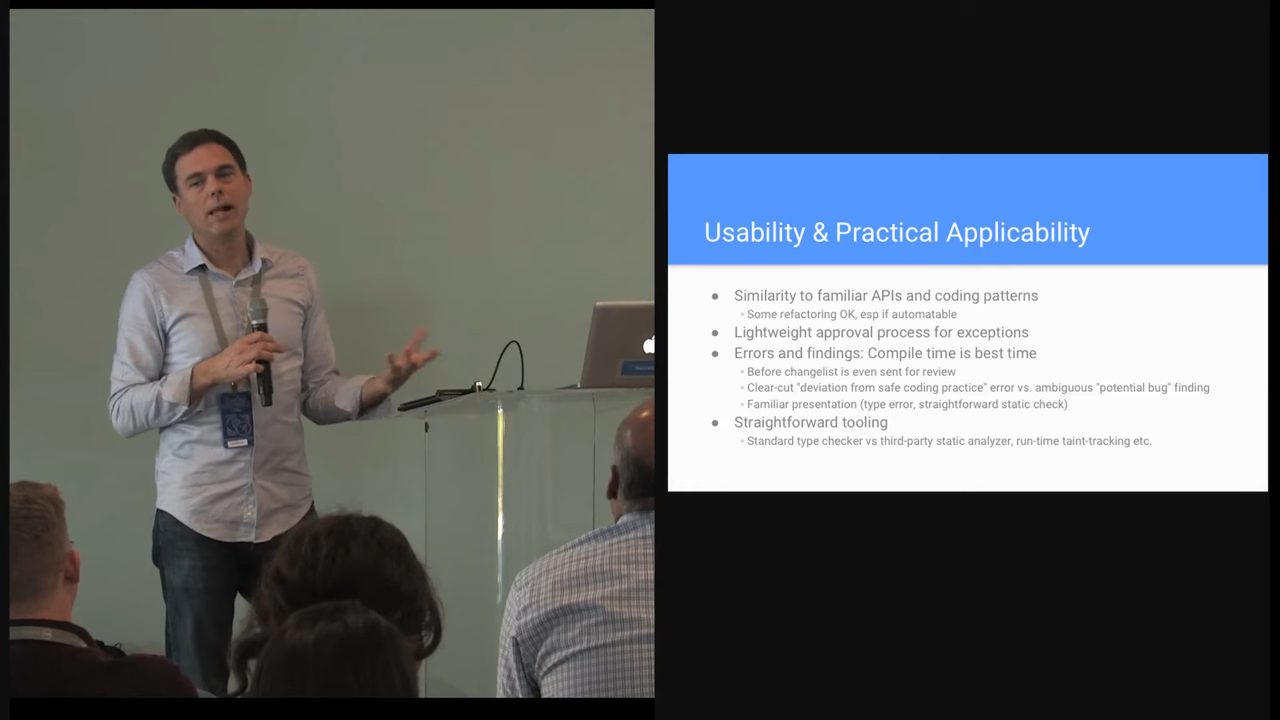 Usability & Practical Applicability
● Similarity to familiar APIs and coding patterns
◦ Some refactoring OK, esp if automatable
● Lightweight approval process for exceptions
● Errors and findings: Compile time is best time
◦ Before changelist is even sent for review
◦ Clear-cut "deviation from safe coding practice" error vs. ambiguous "potential bug" finding
◦ Familiar presentation (type error, straightforward static check)
● Straightforward tooling
◦ Standard type checker vs third-party static analyzer, run-time taint-tracking etc.